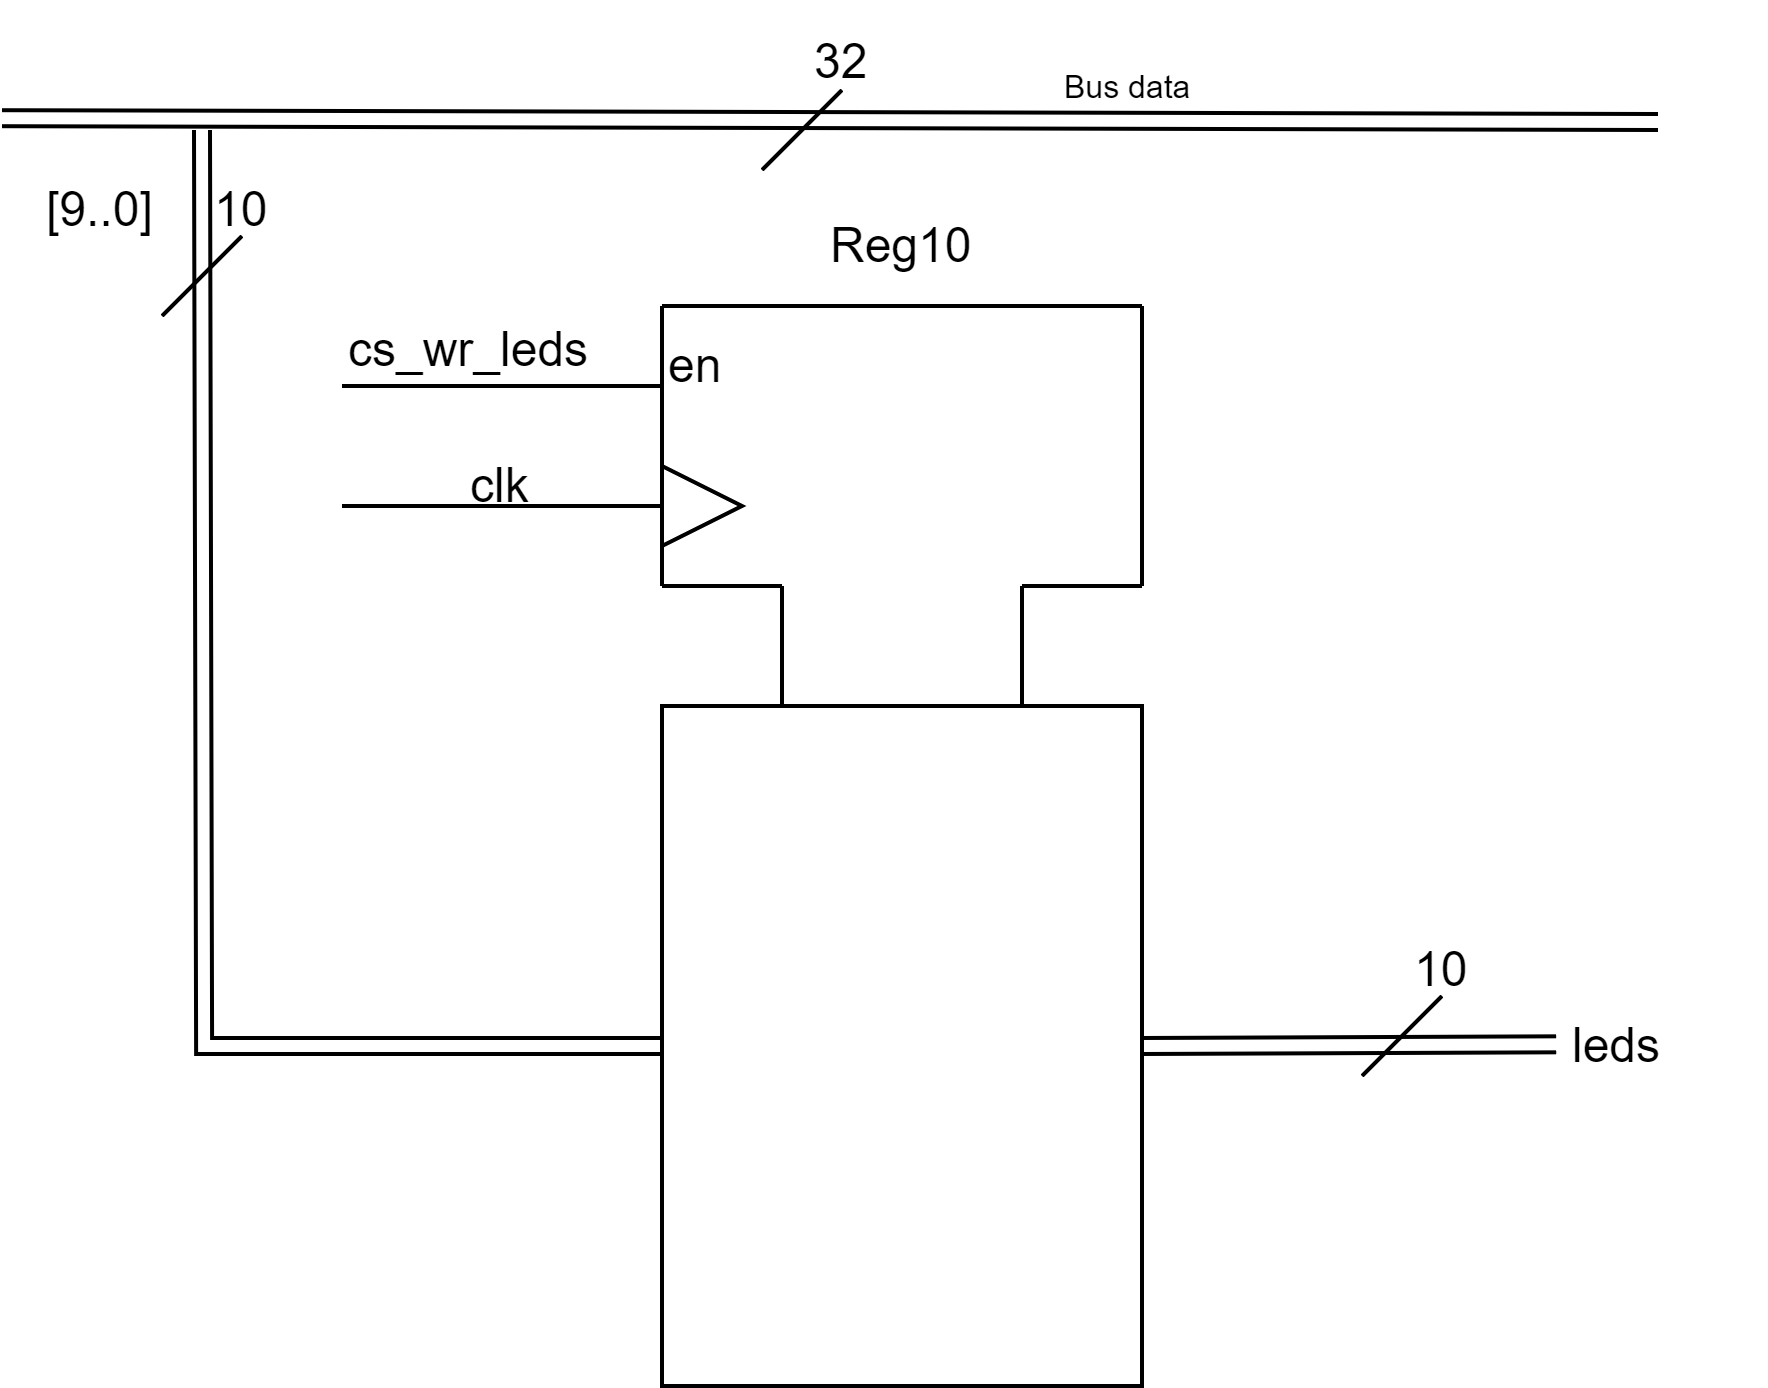 32
Bus data
[9..0]
10
Reg10
cs_wr_leds
en
clk
10
leds